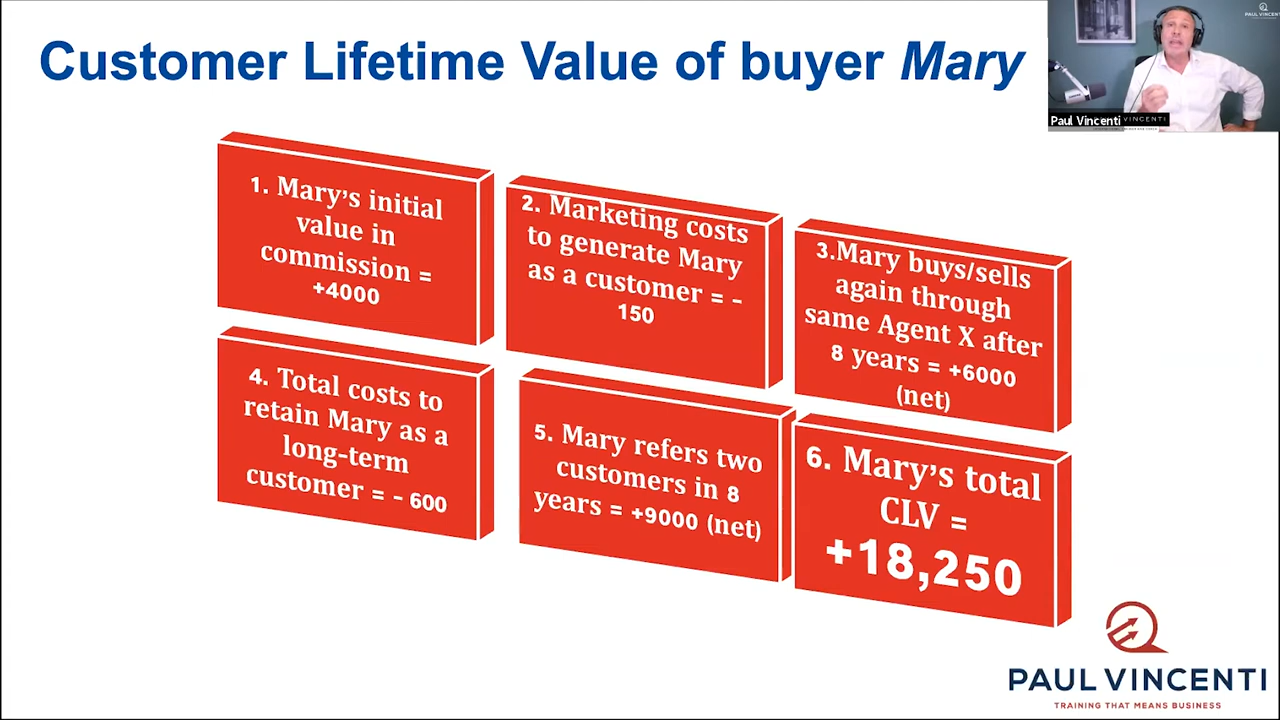 Customer Lifetime Value of buyer Mary
PAUL VINCENTI
Paul Vincenti
VINCENTI
1. Mary's initial
value in
commission =
+4000
2. Marketing costs
to generate Mary
as a customer = -
150
3.Mary buys/sells
again through
same Agent X after
8 years = +6000
(net)
4. Total costs to
retain Mary as a
long-term
customer = - 600
5. Mary refers two
customers in 8
years = +9000 (net)
6. Mary's total
CLV =
+18,250
PAUL VINCENTI
TRAINING THAT MEANS BUSINESS